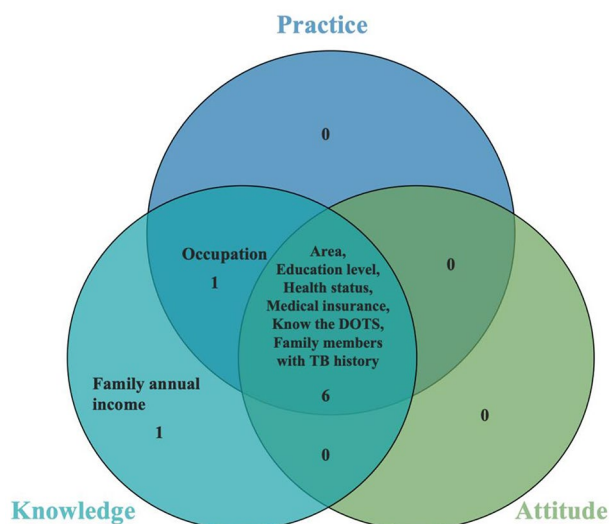 Practice
0
Occupation
1
Area,
Education level,
Health status,
Medical insurance,
Know the DOTS,
Family members
with TB history
6
0
Family annual
income
1
0
0
Knowledge
Attitude